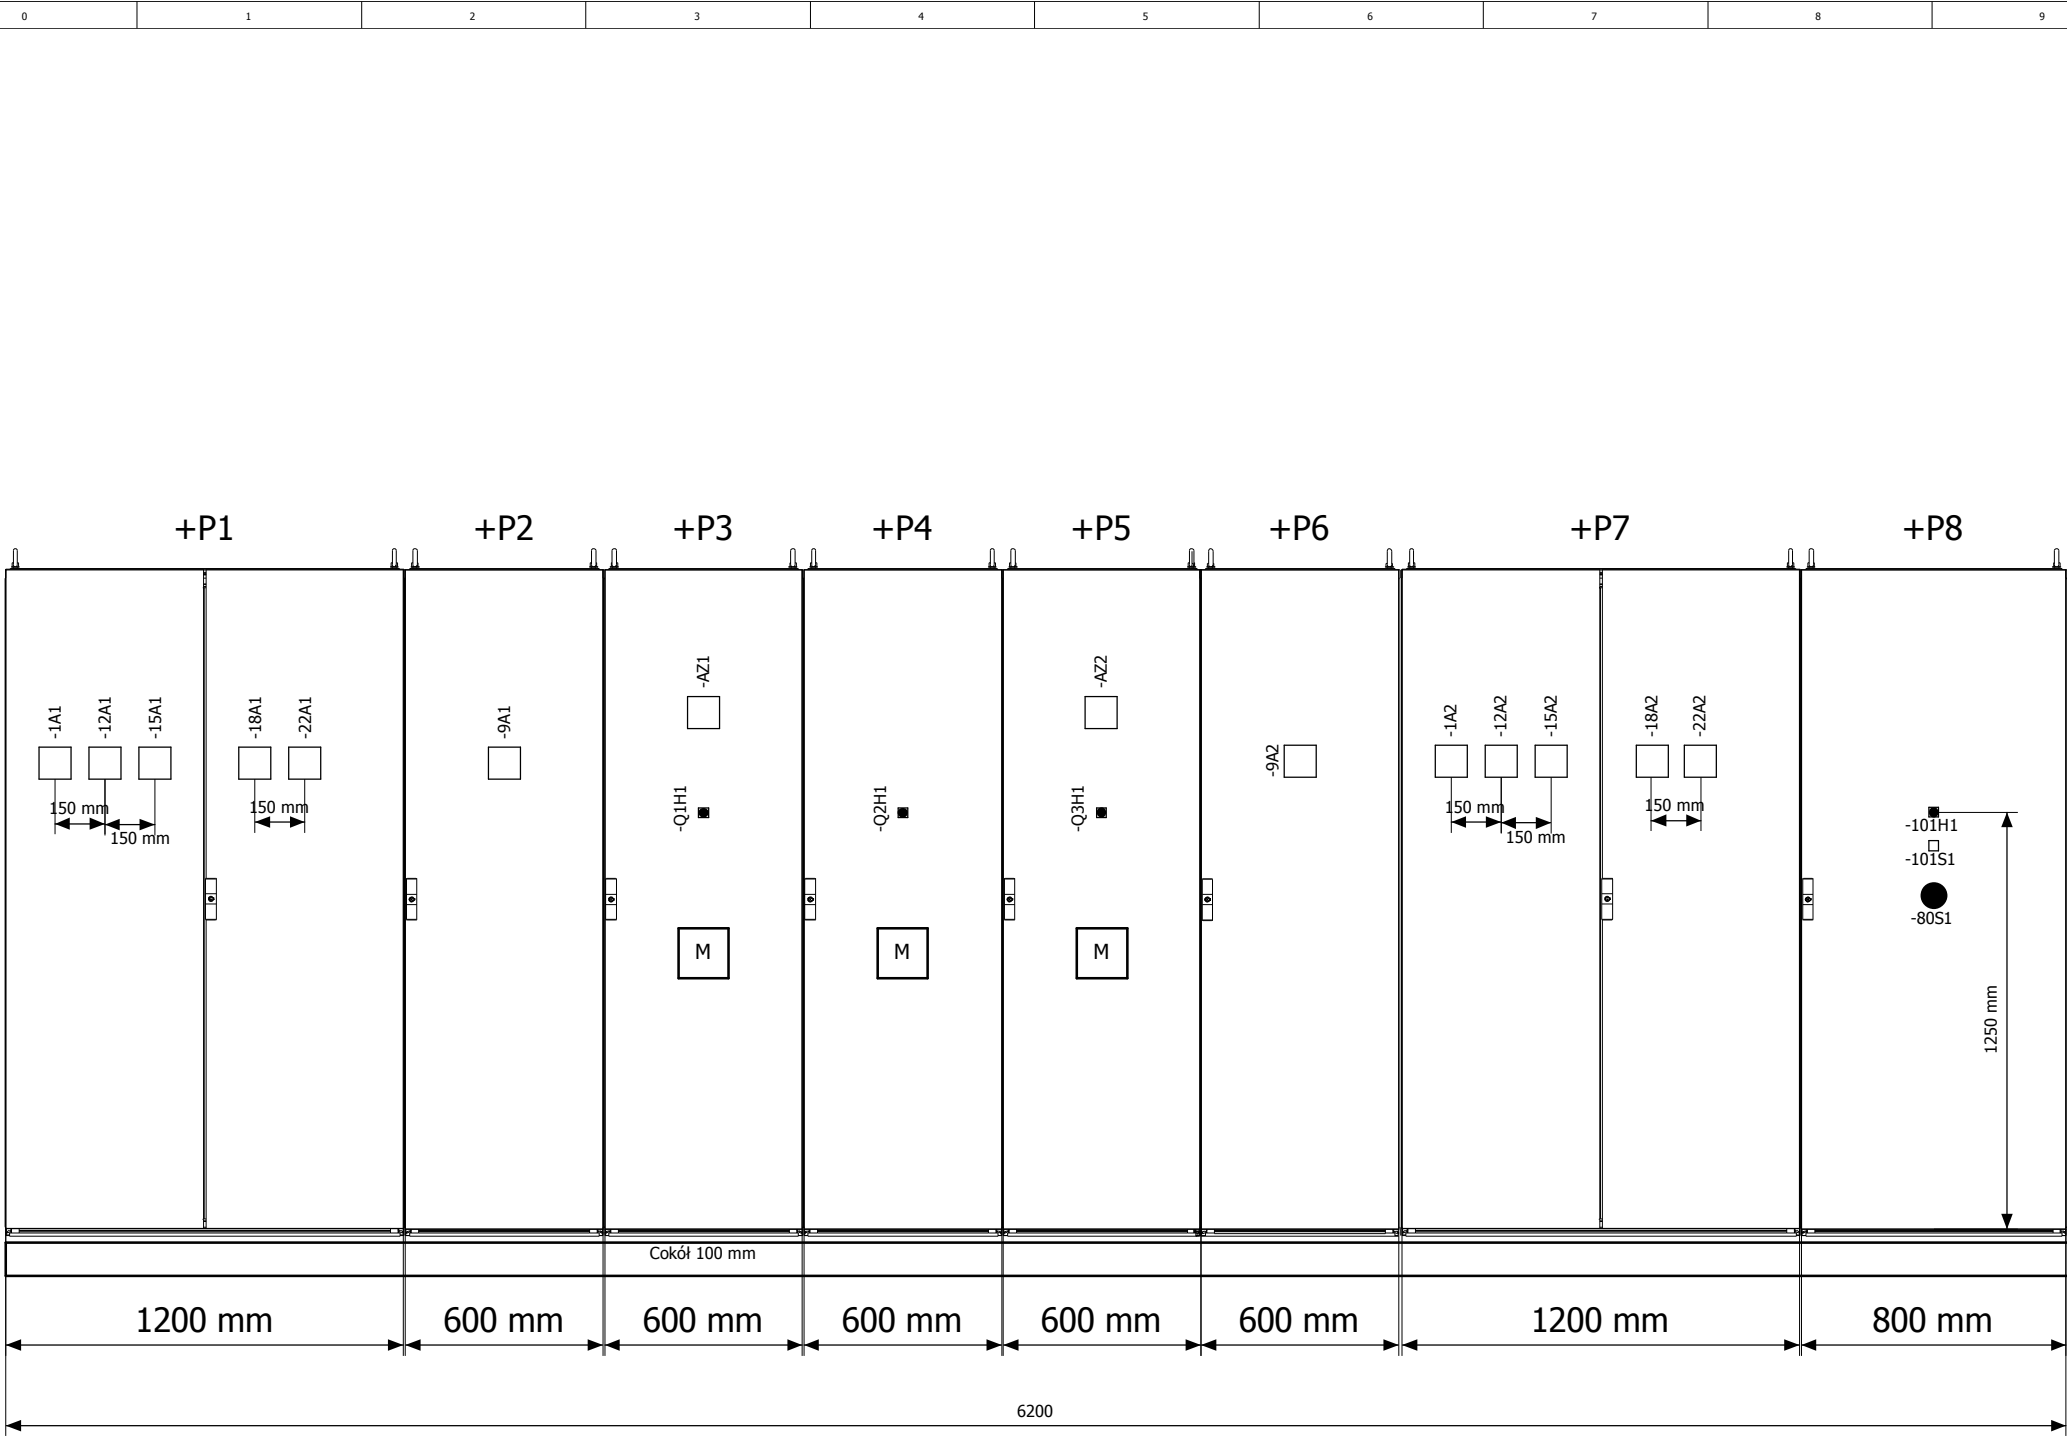 0 1 2 3 4 5 6 7 8 9
+P1 +P2 +P3 +P4 +P5 +P6 +P7 +P8
-AZ1 -AZ2
-1A1 -12A1 -15A1 -18A1 -22A1 -9A1 -9A2 -1A2 -12A2 -15A2 -18A2 -22A2
150 mm 150 mm -Q1H1 -Q2H1 -Q3H1 150 mm 150 mm
150 mm 150 mm -101H1
-101S1
-80S1
M M M
1250 mm
Cokół 100 mm
1200 mm 600 mm 600 mm 600 mm 600 mm 600 mm 1200 mm 800 mm
6200